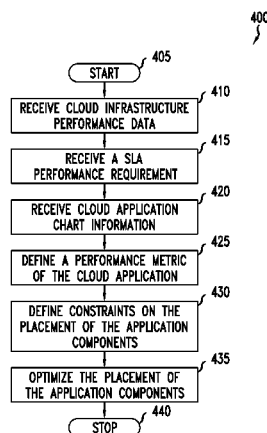 400
405
START
410
RECEIVE CLOUD INFRASTRUCTURE
PERFORMANCE DATA
415
RECEIVE A SLA
PERFORMANCE REQUIREMENT
420
RECEIVE CLOUD APPLICATION
CHART INFORMATION
425
DEFINE A PERFORMANCE METRIC
OF THE CLOUD APPLICATION
430
DEFINE CONSTRAINTS ON THE
PLACEMENT OF THE APPLICATION
COMPONENTS
435
OPTIMIZE THE PLACEMENT OF
THE APPLICATION COMPONENTS
440
STOP